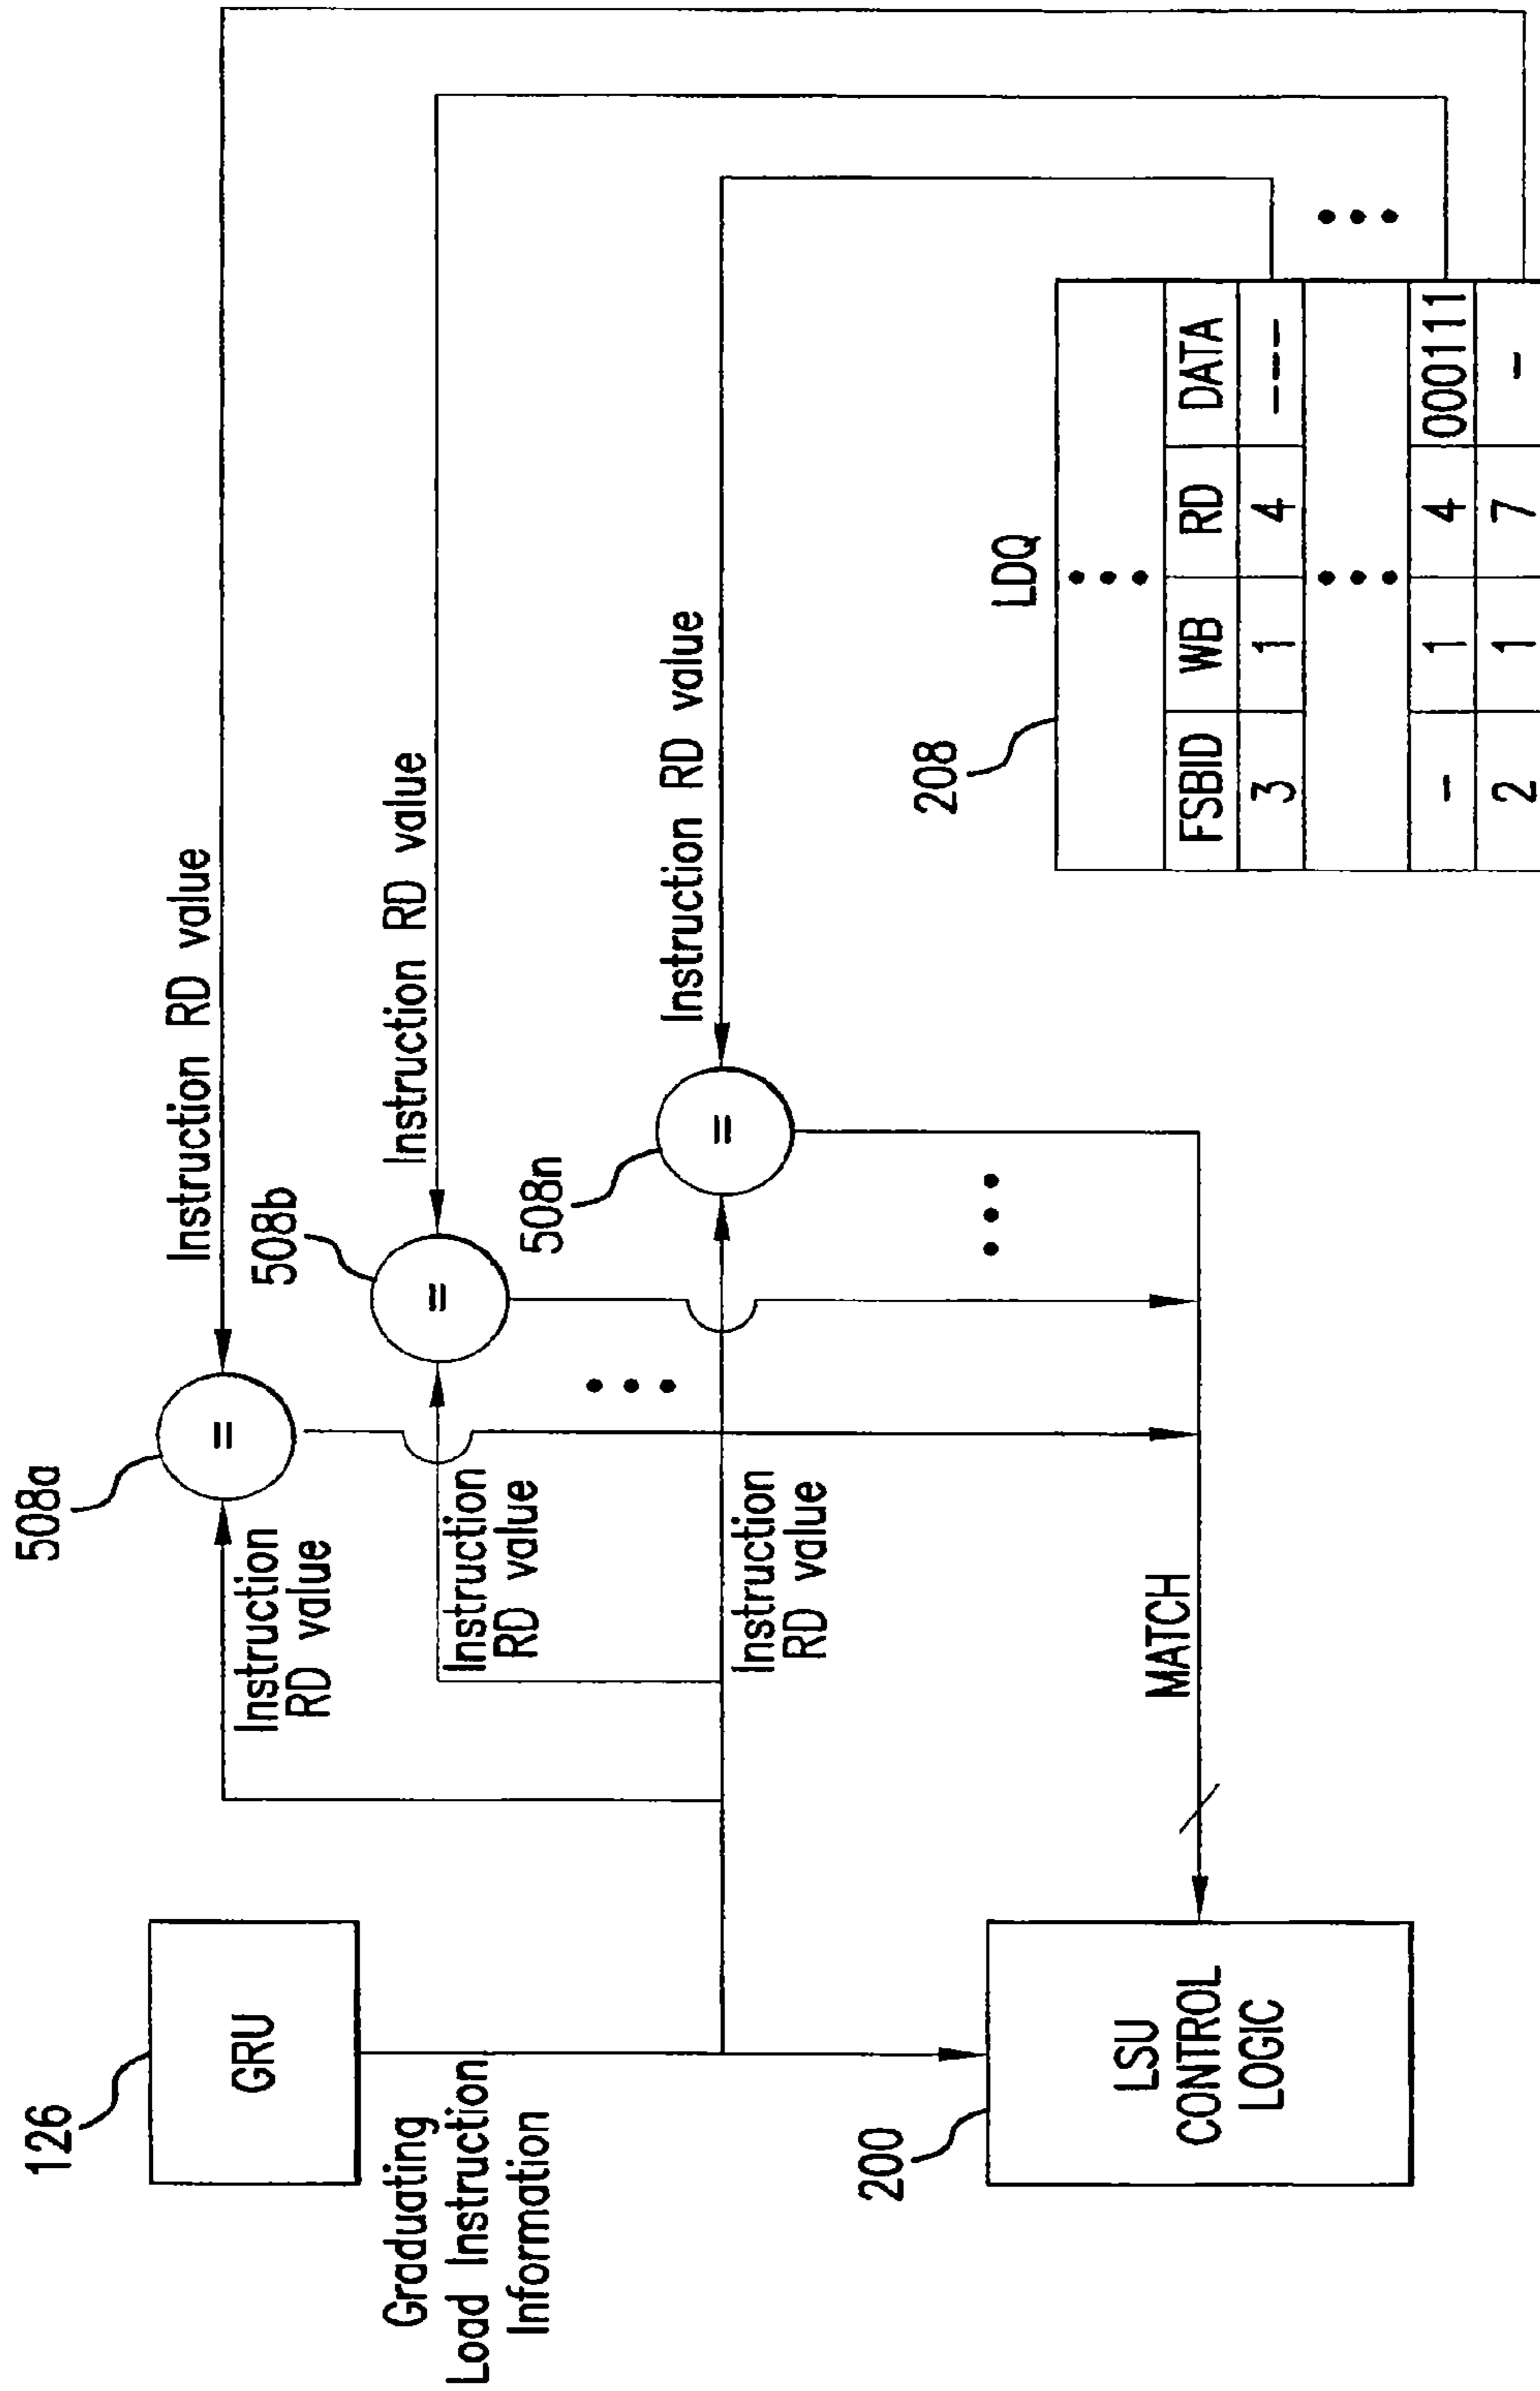 126
GRU
Graduating
Load Instruction
Information
200
LSU
CONTROL
LOGIC
508a
=
Instruction RD value
Instruction
RD value
508b
=
Instruction RD value
Instruction
RD value
508n
=
Instruction RD value
Instruction
RD value
MATCH
208
LDQ
FSBID WB RD DATA
3 1 4 ----
- 1 4 000111
2 1 7 -